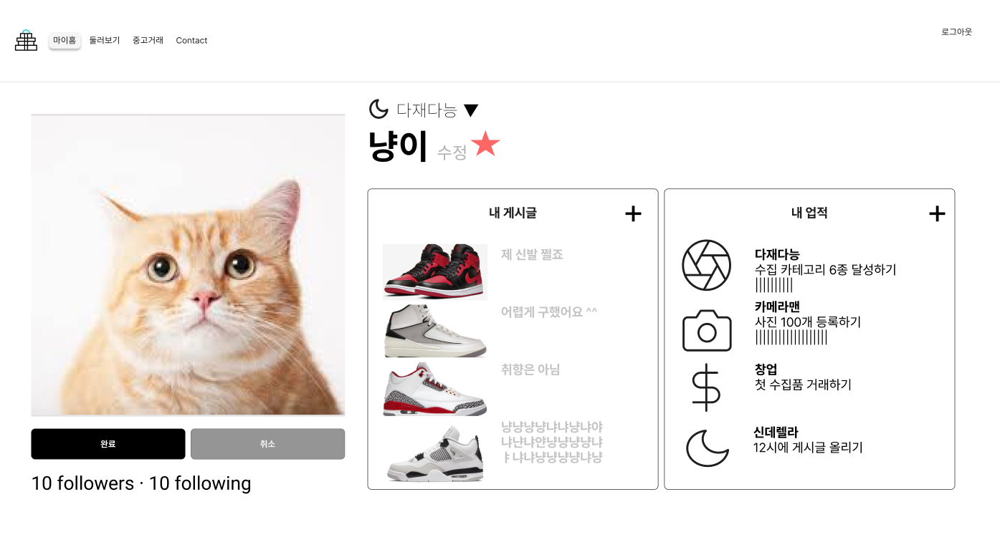 마이홈 둘러보기 중고거래 Contact
로그아웃
다재다능 ▼
냥이 수정
완료 취소
10 followers · 10 following
내 게시글 +
제 신발 쩔죠
어렵게 구했어요 ^^
취향은 아님
냥냥냥냥냐냐냥냐야
냐난냐얀냥냥냥냥냐
ㅑ냐냐냥냥냥냥냐냥
내 업적 +
다재다능
수집 카테고리 6종 달성하기
||||||||||
카메라맨
사진 100개 등록하기
|||||||||||||||||||
창업
첫 수집품 거래하기
신데렐라
12시에 게시글 올리기